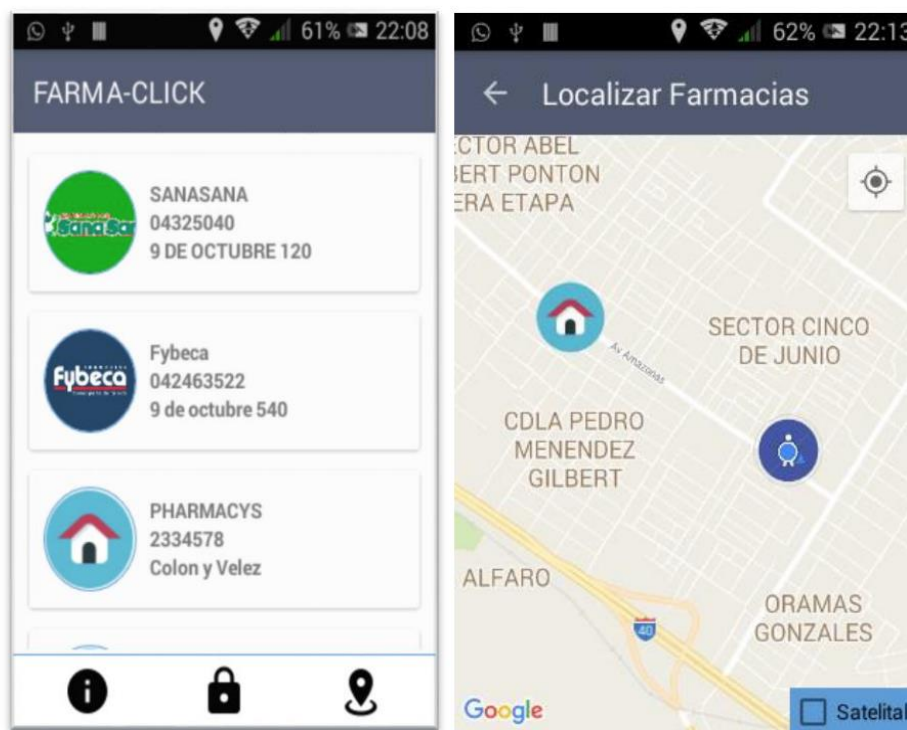 61% 22:08
FARMA-CLICK
SanaSan
SANASANA
04325040
9 DE OCTUBRE 120
Fybeca
Fybeca
042463522
9 de octubre 540
PHARMACYS
2334578
Colon y Velez
62% 22:13
Localizar Farmacias
ECTOR ABEL
BERT PONTON
ERA ETAPA
SECTOR CINCO
DE JUNIO
Av Amazonas
CDLA PEDRO
MENENDEZ
GILBERT
ALFARO
40
ORAMAS
GONZALES
Google
Satelital